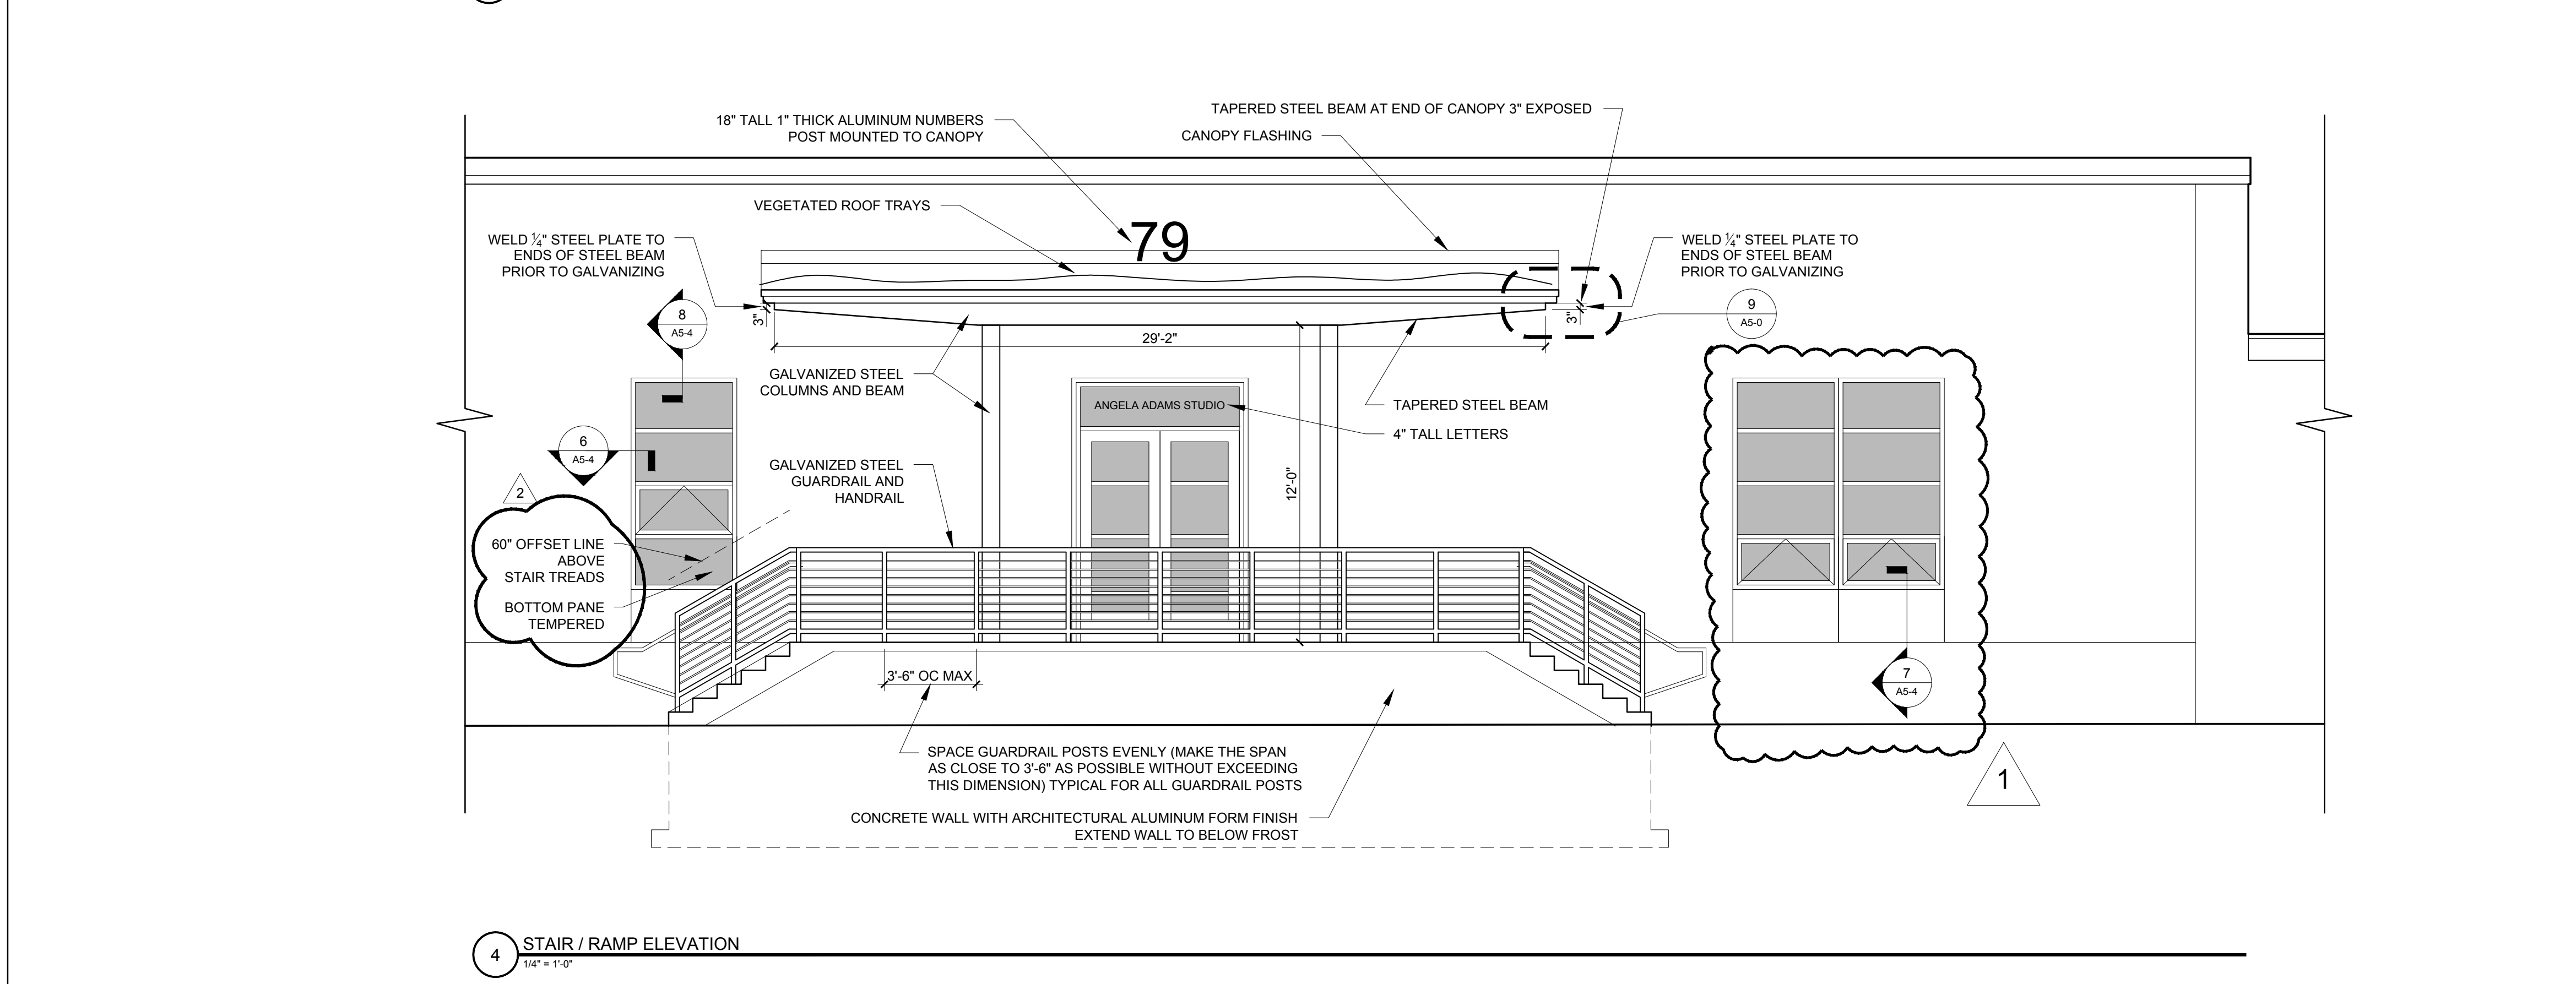 18" TALL 1" THICK ALUMINUM NUMBERS
POST MOUNTED TO CANOPY
TAPERED STEEL BEAM AT END OF CANOPY 3" EXPOSED
CANOPY FLASHING
VEGETATED ROOF TRAYS
79
WELD 1/4" STEEL PLATE TO
ENDS OF STEEL BEAM
PRIOR TO GALVANIZING
WELD 1/4" STEEL PLATE TO
ENDS OF STEEL BEAM
PRIOR TO GALVANIZING
8
A5-4
3"
3"
9
A5-0
29'-2"
GALVANIZED STEEL
COLUMNS AND BEAM
ANGELA ADAMS STUDIO
TAPERED STEEL BEAM
4" TALL LETTERS
6
A5-4
GALVANIZED STEEL
GUARDRAIL AND
HANDRAIL
12'-0"
2
60" OFFSET LINE
ABOVE
STAIR TREADS
BOTTOM PANE
TEMPERED
3'-6" OC MAX
7
A5-4
SPACE GUARDRAIL POSTS EVENLY (MAKE THE SPAN
AS CLOSE TO 3'-6" AS POSSIBLE WITHOUT EXCEEDING
THIS DIMENSION) TYPICAL FOR ALL GUARDRAIL POSTS
1
CONCRETE WALL WITH ARCHITECTURAL ALUMINUM FORM FINISH
EXTEND WALL TO BELOW FROST
4
STAIR / RAMP ELEVATION
1/4" = 1'-0"